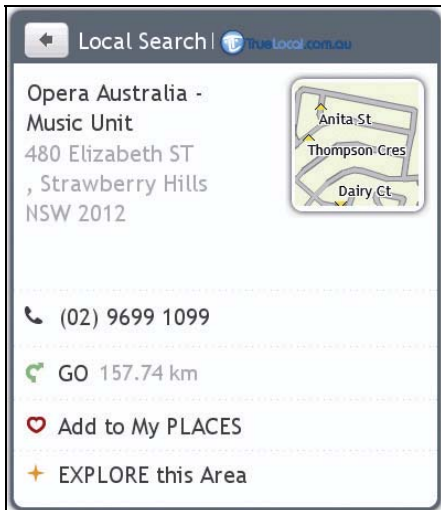 Local Search | TrueLocal.com.au
Opera Australia -
Music Unit
480 Elizabeth ST
, Strawberry Hills
NSW 2012
Anita St
Thompson Cres
Dairy Ct
(02) 9699 1099
GO 157.74 km
Add to My PLACES
EXPLORE this Area